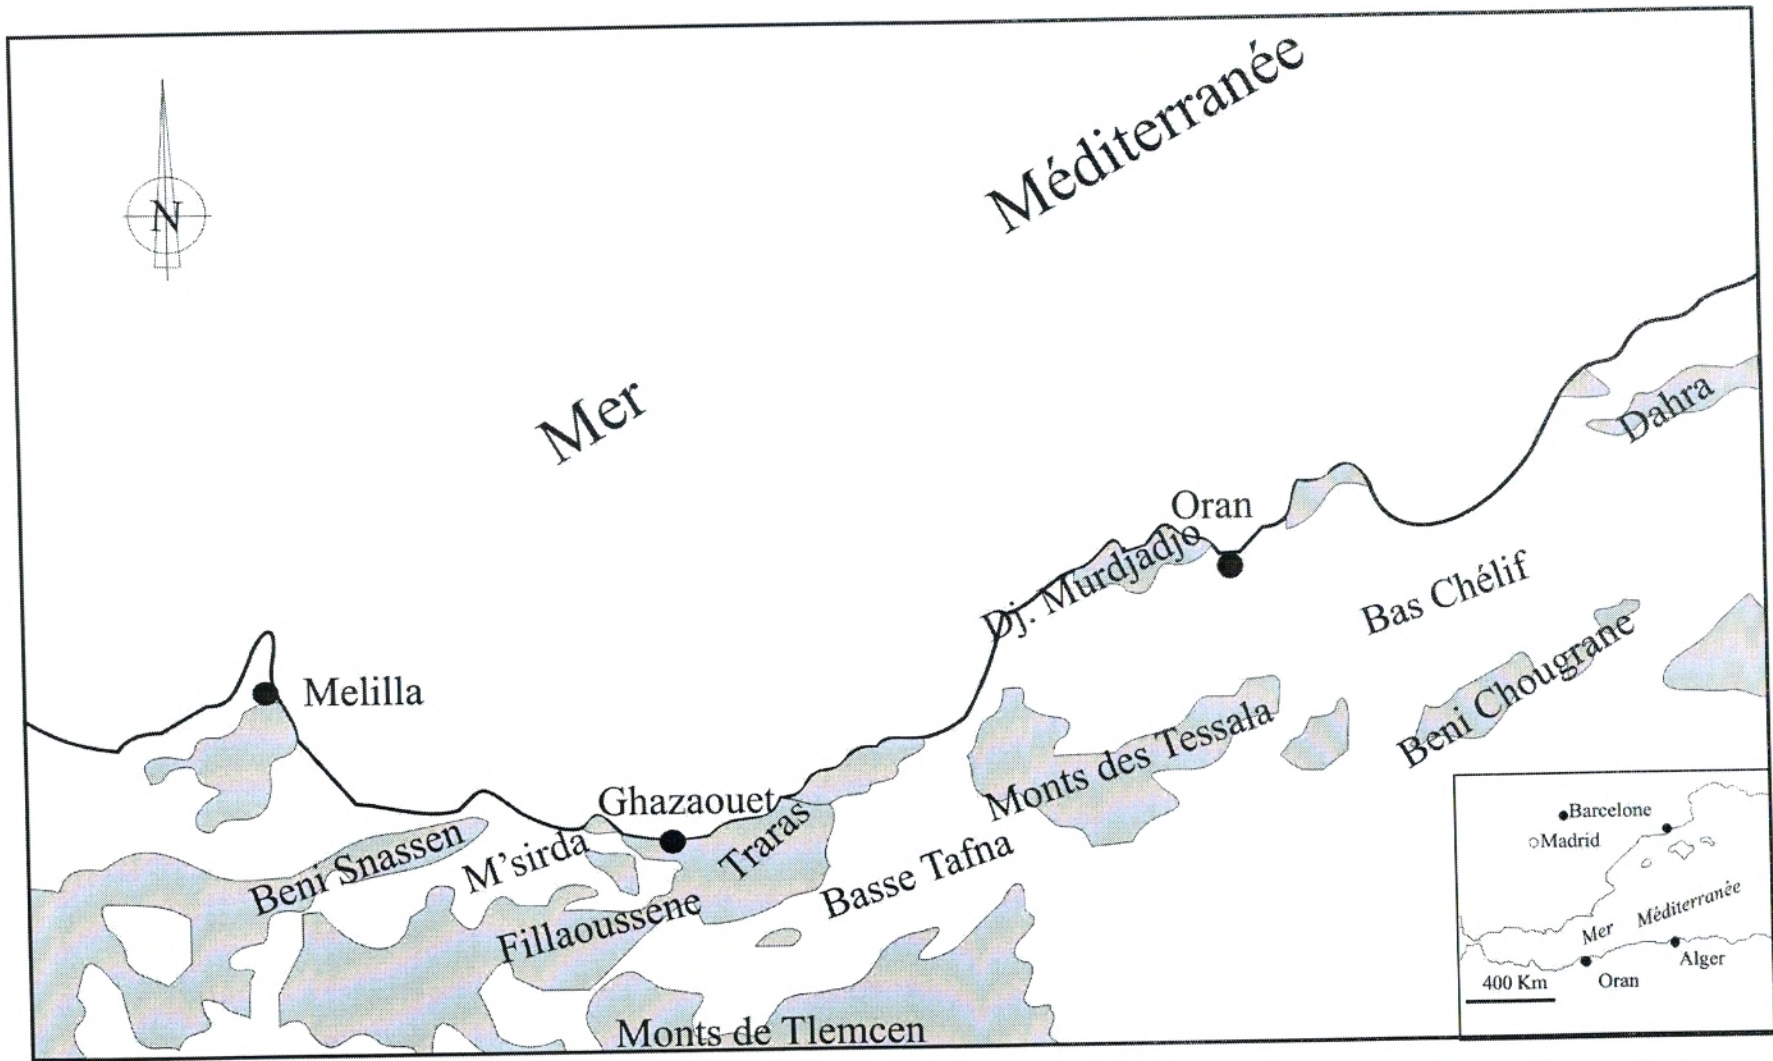 Méditerranée
N
Mer
Dahra
Oran
Dj. Murdjadjo
Bas Chélif
Beni Chougrane
Melilla
Monts des Tessala
Ghazaouet
Traras
Beni Snassen
M'sirda
Basse Tafna
Fillaoussene
Monts de Tlemcen
Barcelone
Madrid
Méditerranée
Mer
Alger
Oran
400 Km